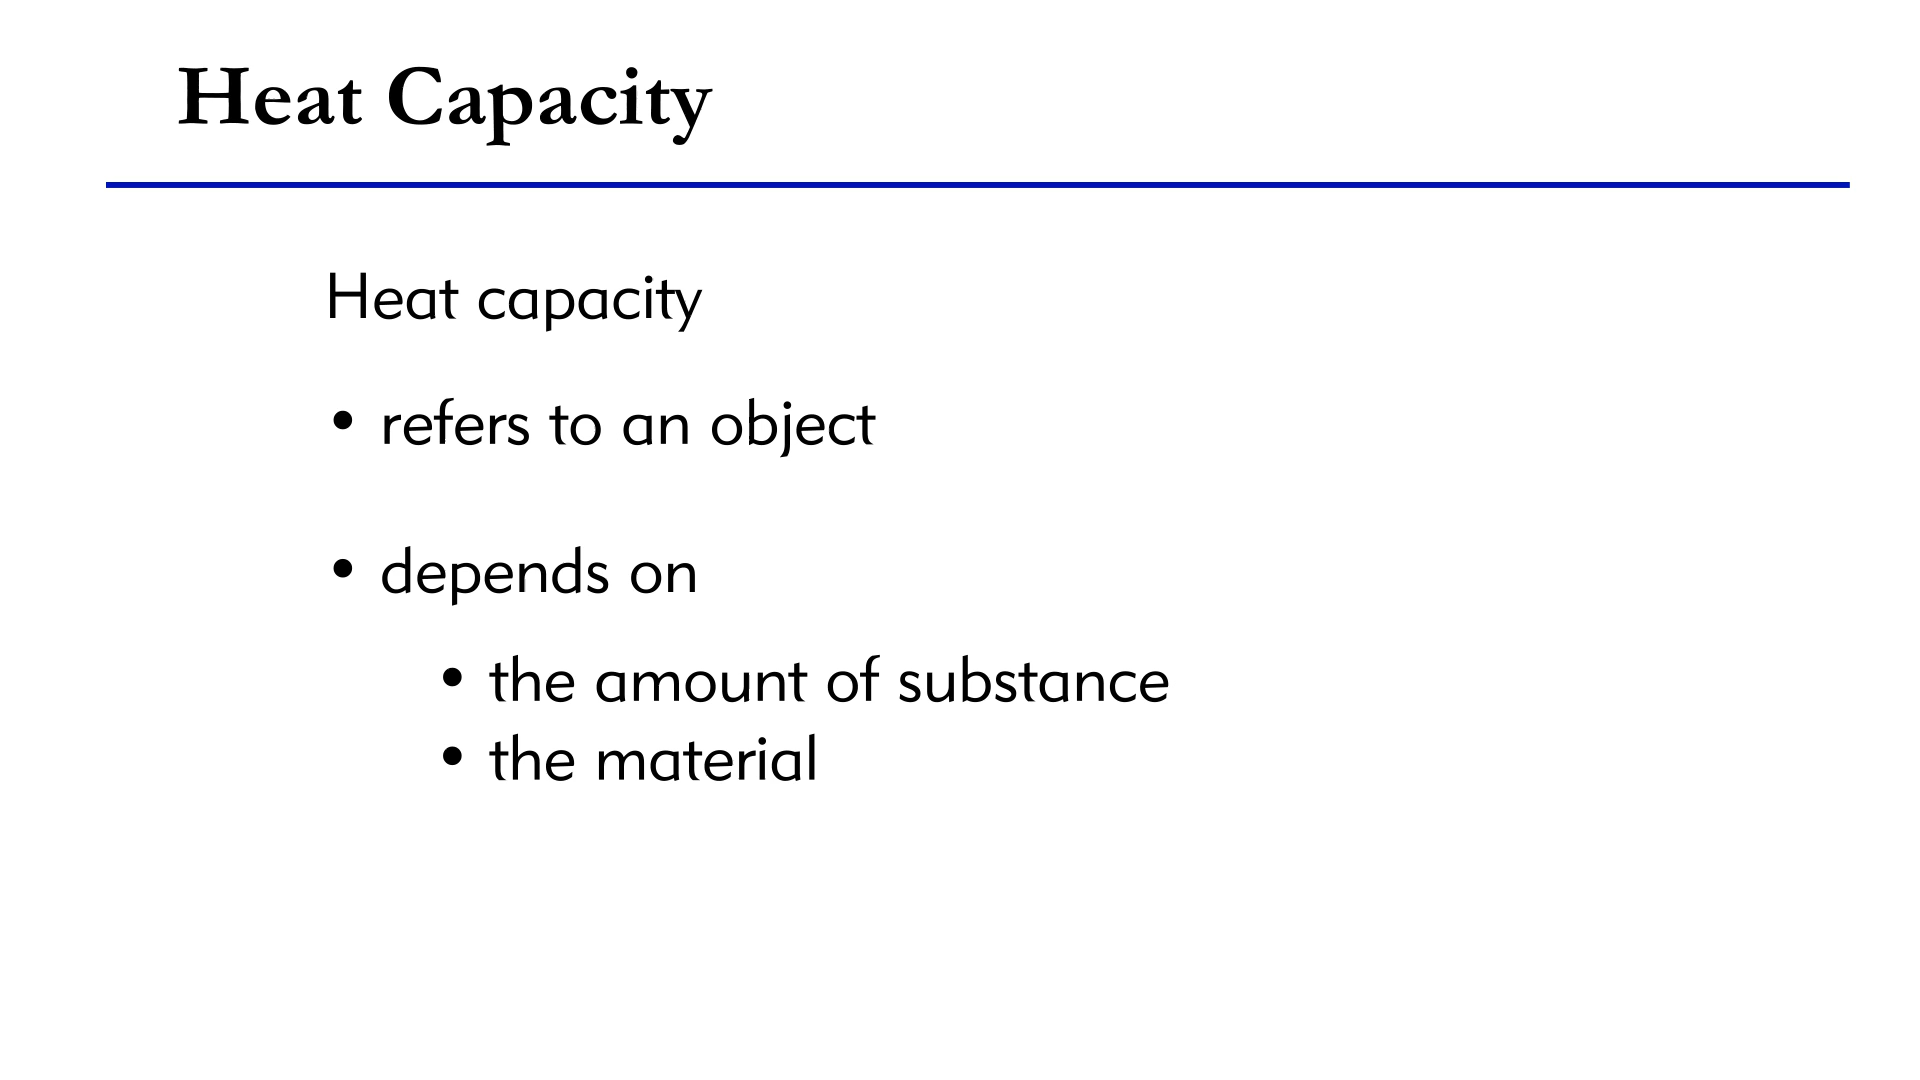 Heat Capacity
Heat capacity
• refers to an object
• depends on
• the amount of substance
• the material